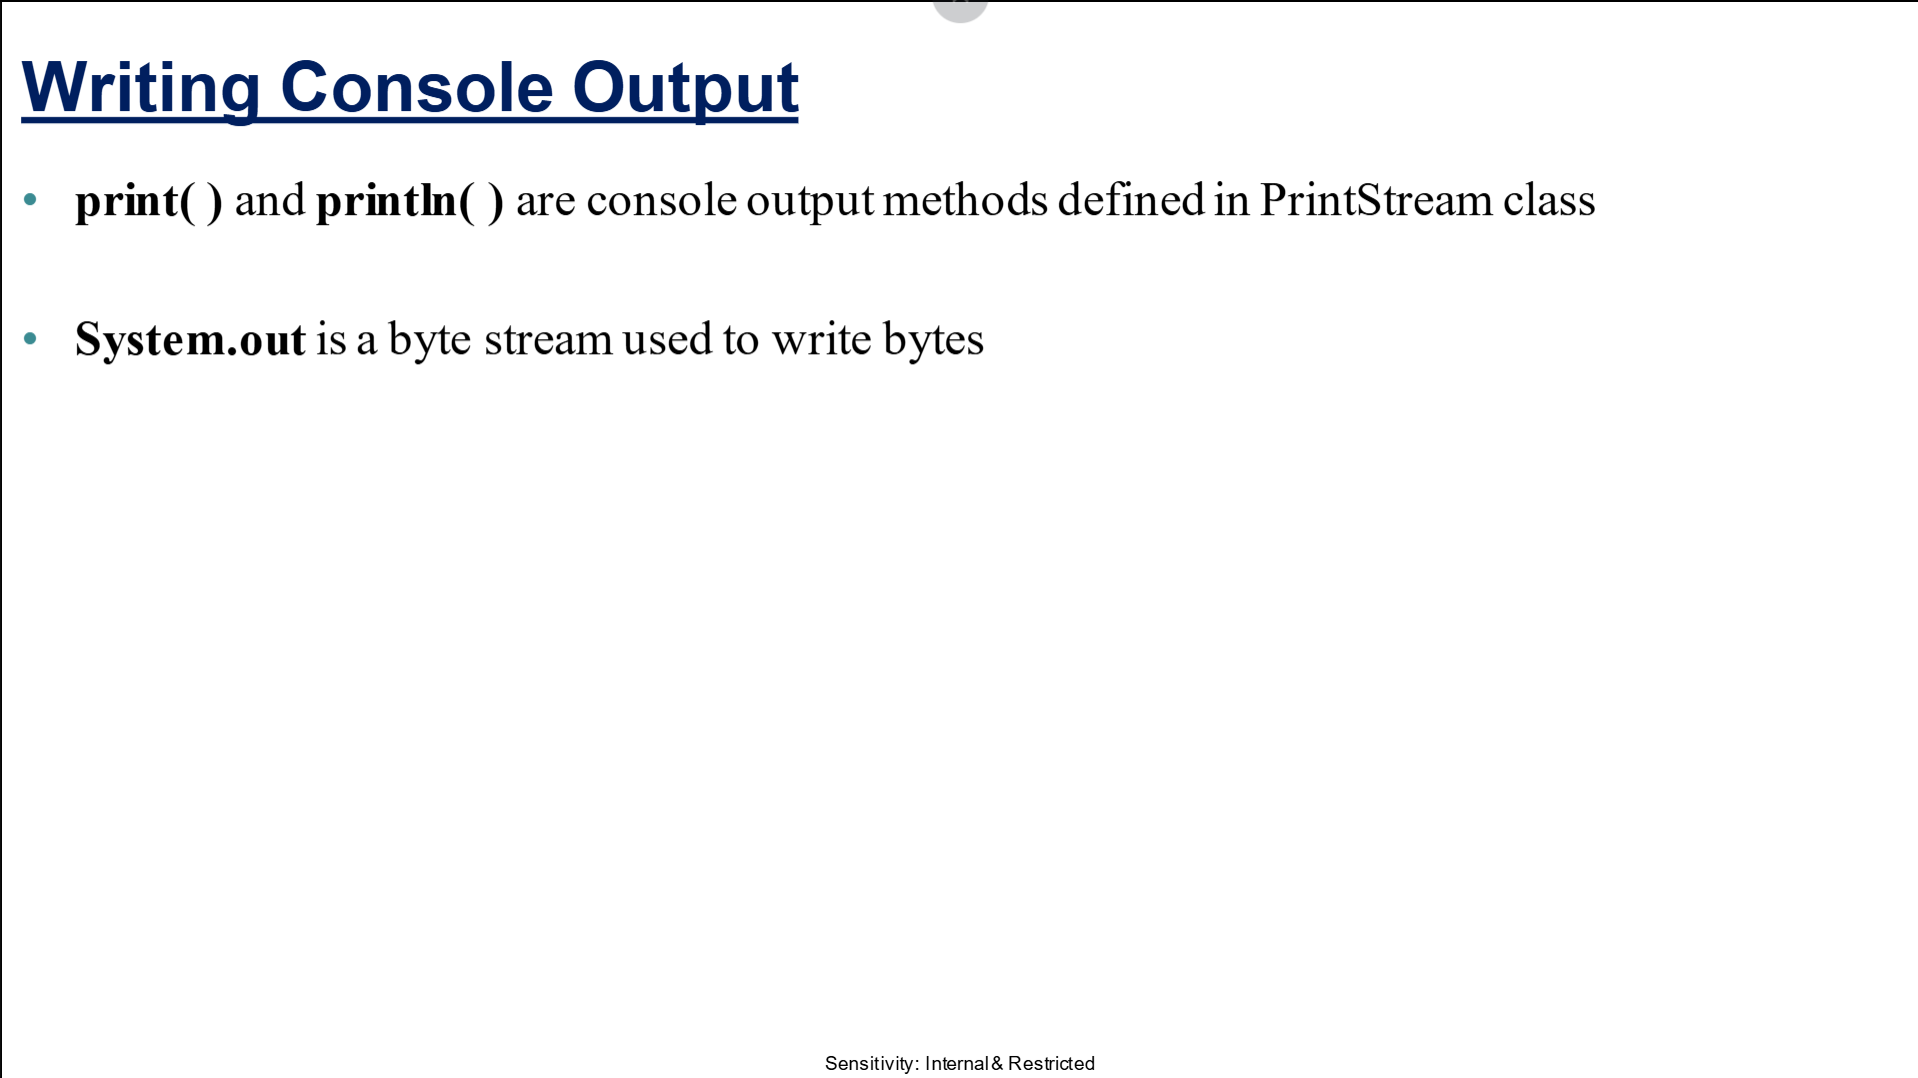 Writing Console Output
• print( ) and println( ) are console output methods defined in PrintStream class
• System.out is a byte stream used to write bytes
Sensitivity: Internal & Restricted